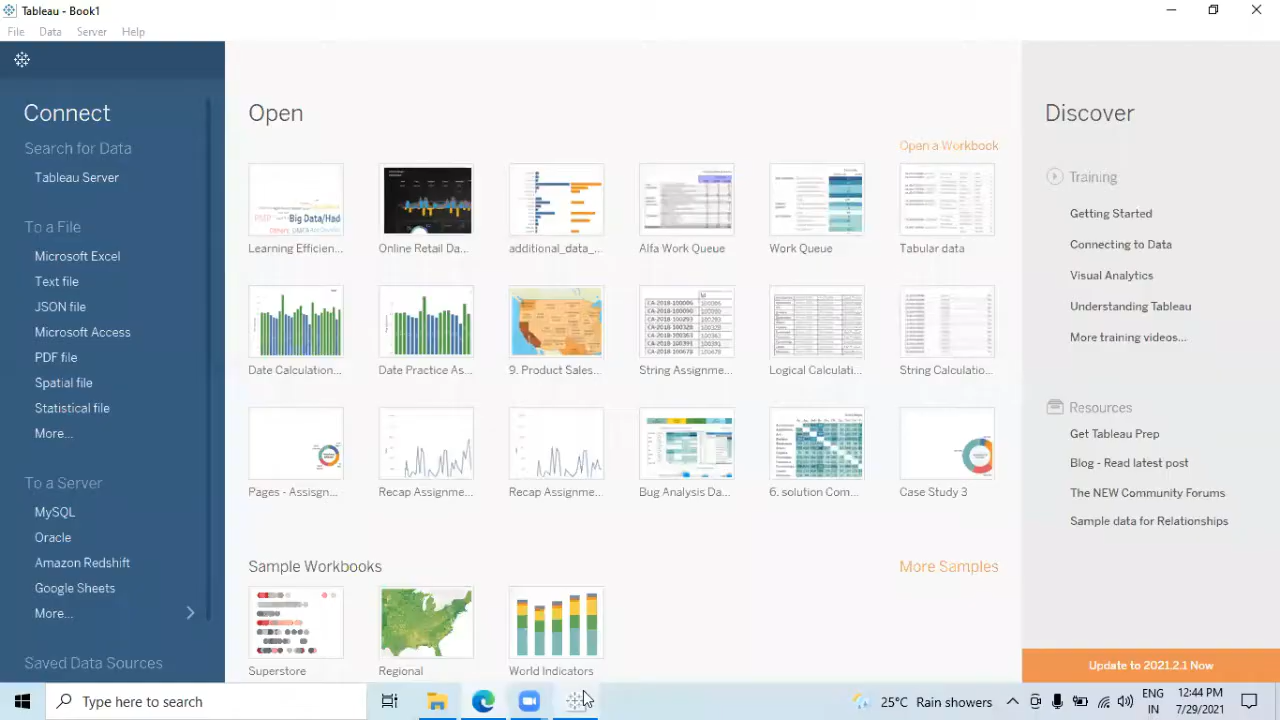 Tableau - Book1
File Data Server Help
Connect
Search for Data
Tableau Server
To a File
Microsoft Excel
Text file
JSON file
Microsoft Access
PDF file
Spatial file
Statistical file
More...
To a Server
MySQL
Oracle
Amazon Redshift
Google Sheets
More...
Saved Data Sources
Open
Open a Workbook
Big Data/Had
Learning Efficien... Online Retail Da... additional_data_... Alfa Work Queue Work Queue Tabular data
Date Calculation... Date Practice As... 9. Product Sales... String Assignme... Logical Calculati... String Calculatio...
Pages - Assisgn... Recap Assignme... Recap Assignme... Bug Analysis Da... 6. solution Com... Case Study 3
Sample Workbooks
More Samples
Superstore Regional World Indicators
Discover
Training
Getting Started
Connecting to Data
Visual Analytics
Understanding Tableau
More training videos...
Resources
Get Tableau Prep
Blog - Read latest post
The NEW Community Forums
Sample data for Relationships
Update to 2021.2.1 Now
Type here to search
25°C Rain showers
ENG
IN
12:44 PM
7/29/2021